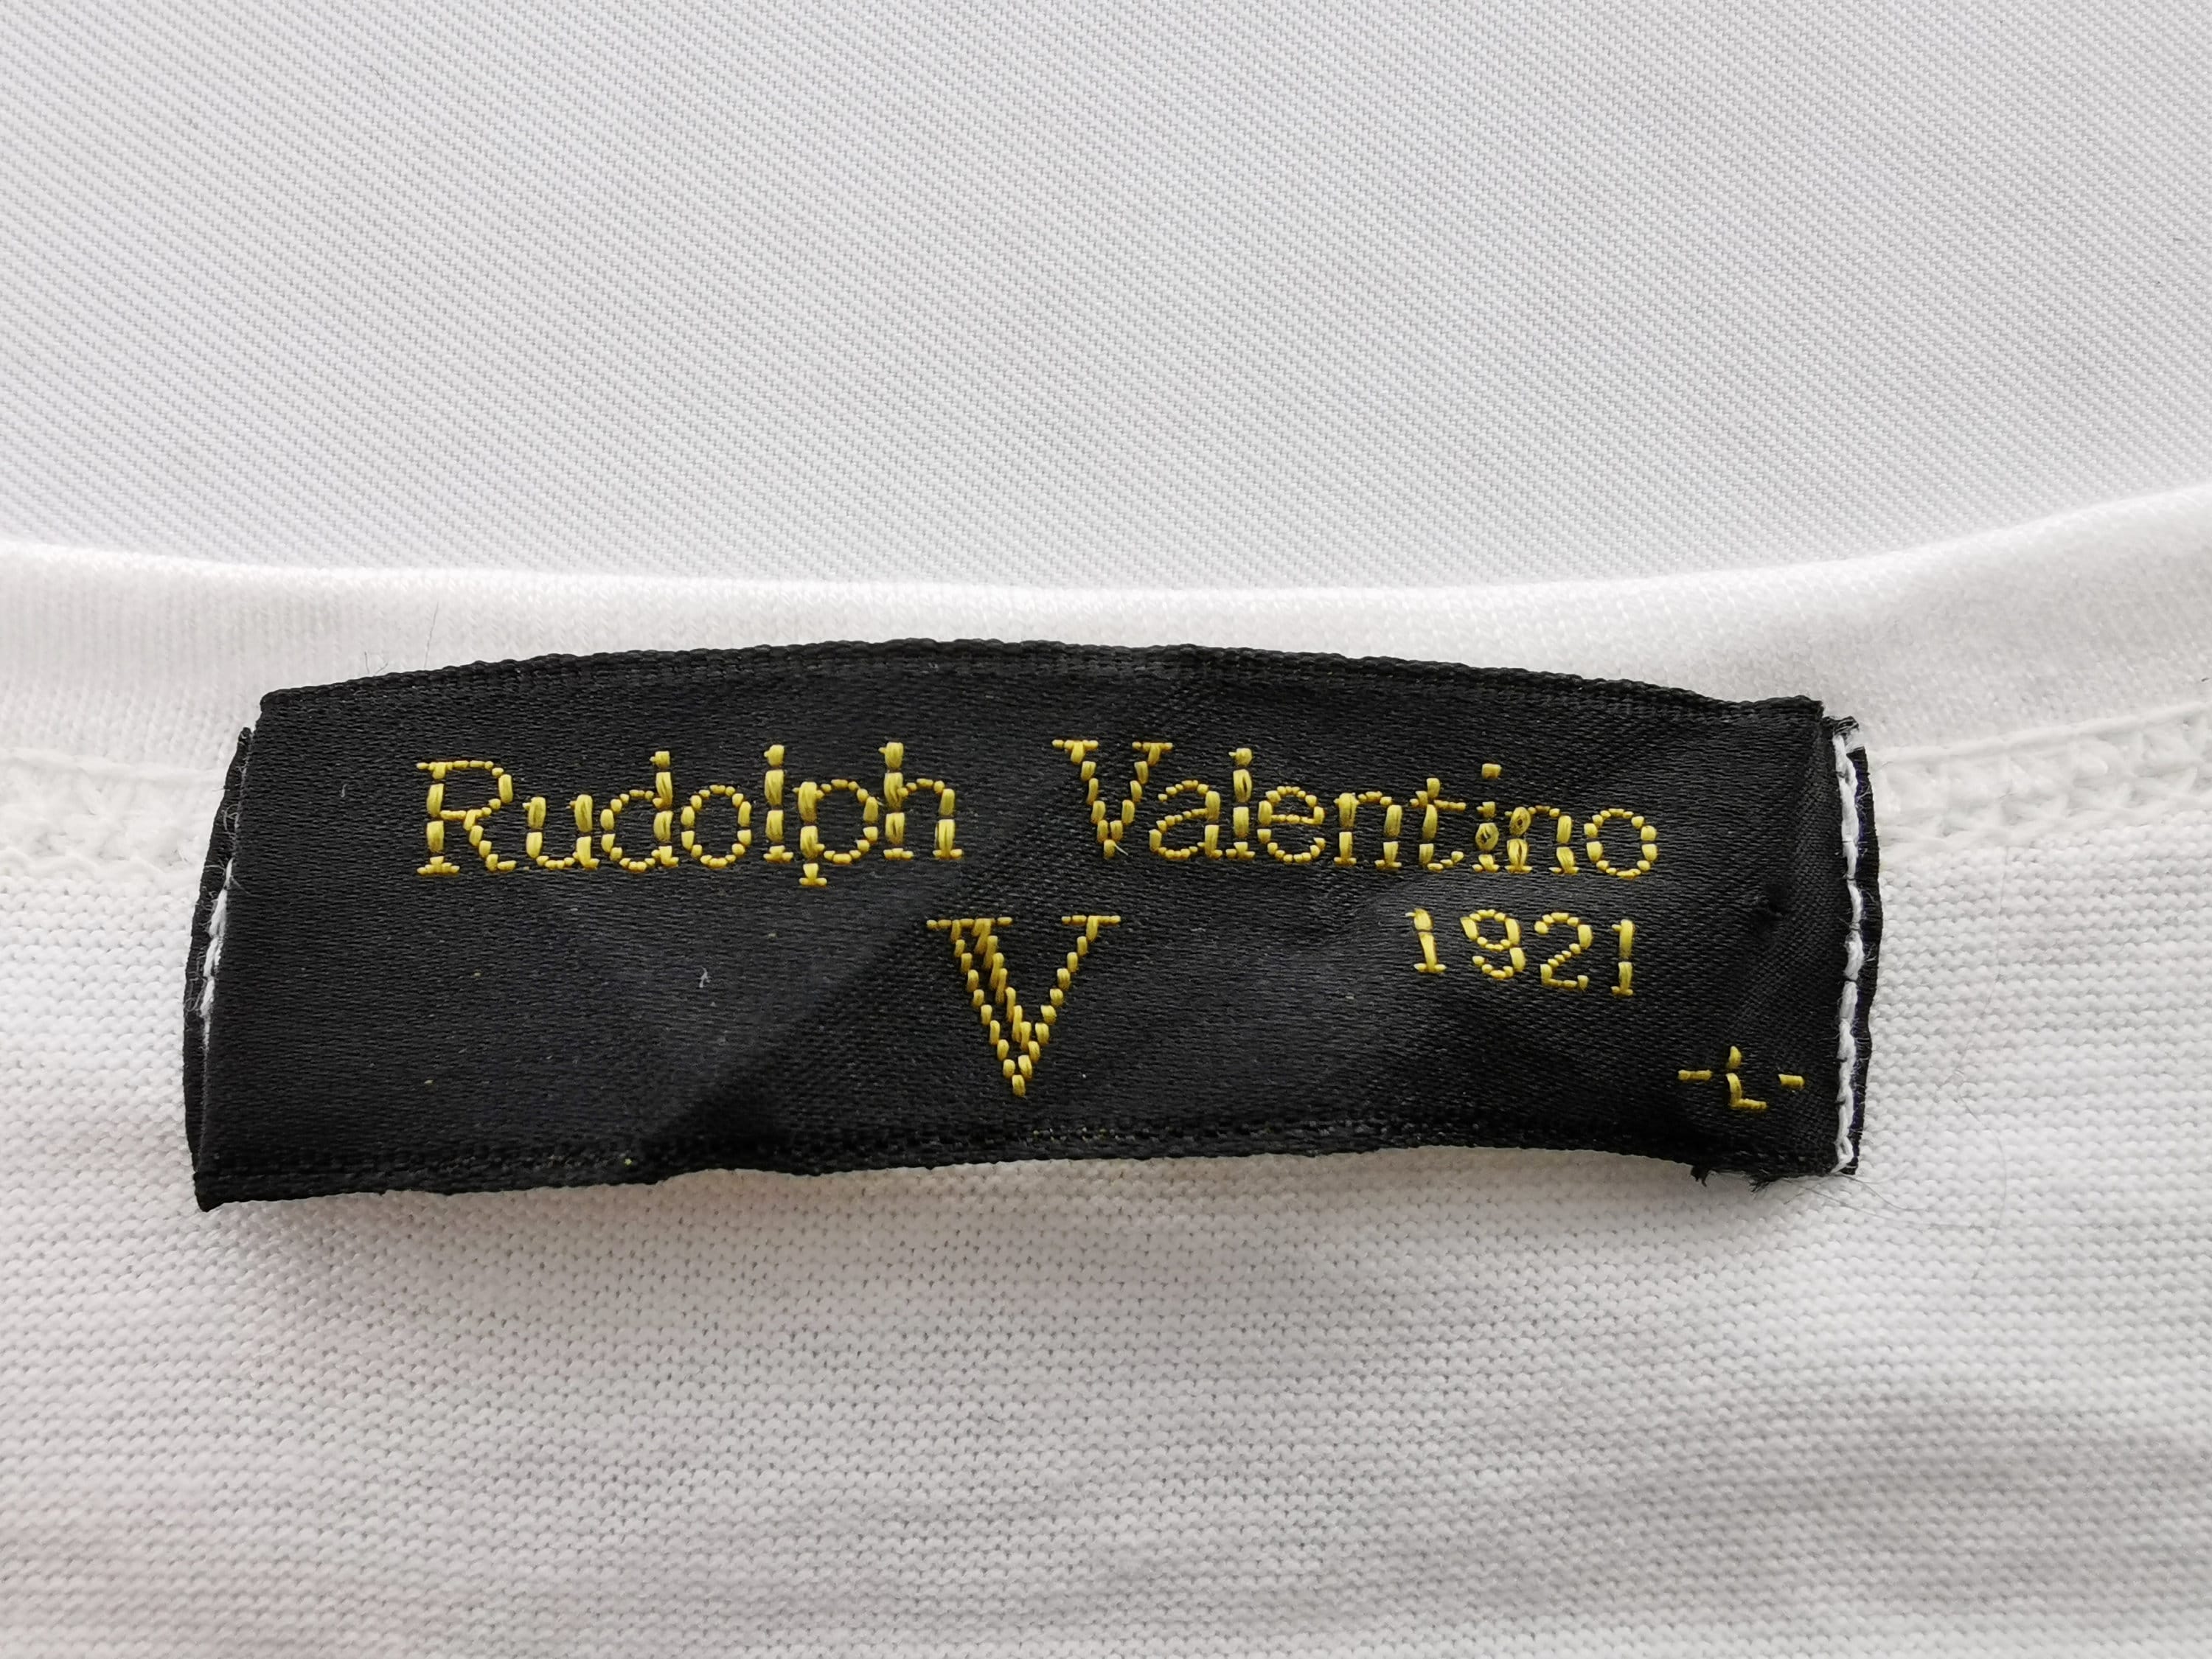 Rudolph Valentino
V
1921
-L-